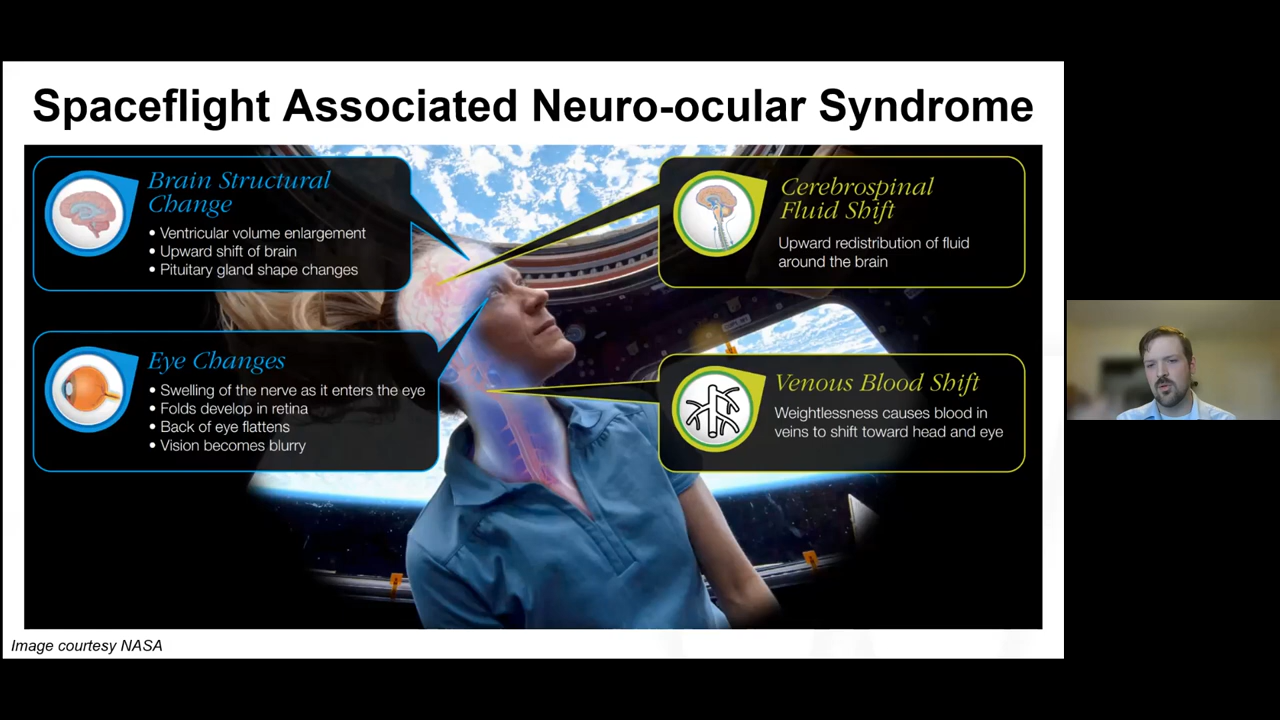 Spaceflight Associated Neuro-ocular Syndrome
Brain Structural
Change
• Ventricular volume enlargement
• Upward shift of brain
• Pituitary gland shape changes
Eye Changes
• Swelling of the nerve as it enters the eye
• Folds develop in retina
• Back of eye flattens
• Vision becomes blurry
Cerebrospinal
Fluid Shift
Upward redistribution of fluid
around the brain
Venous Blood Shift
Weightlessness causes blood in
veins to shift toward head and eye
Image courtesy NASA